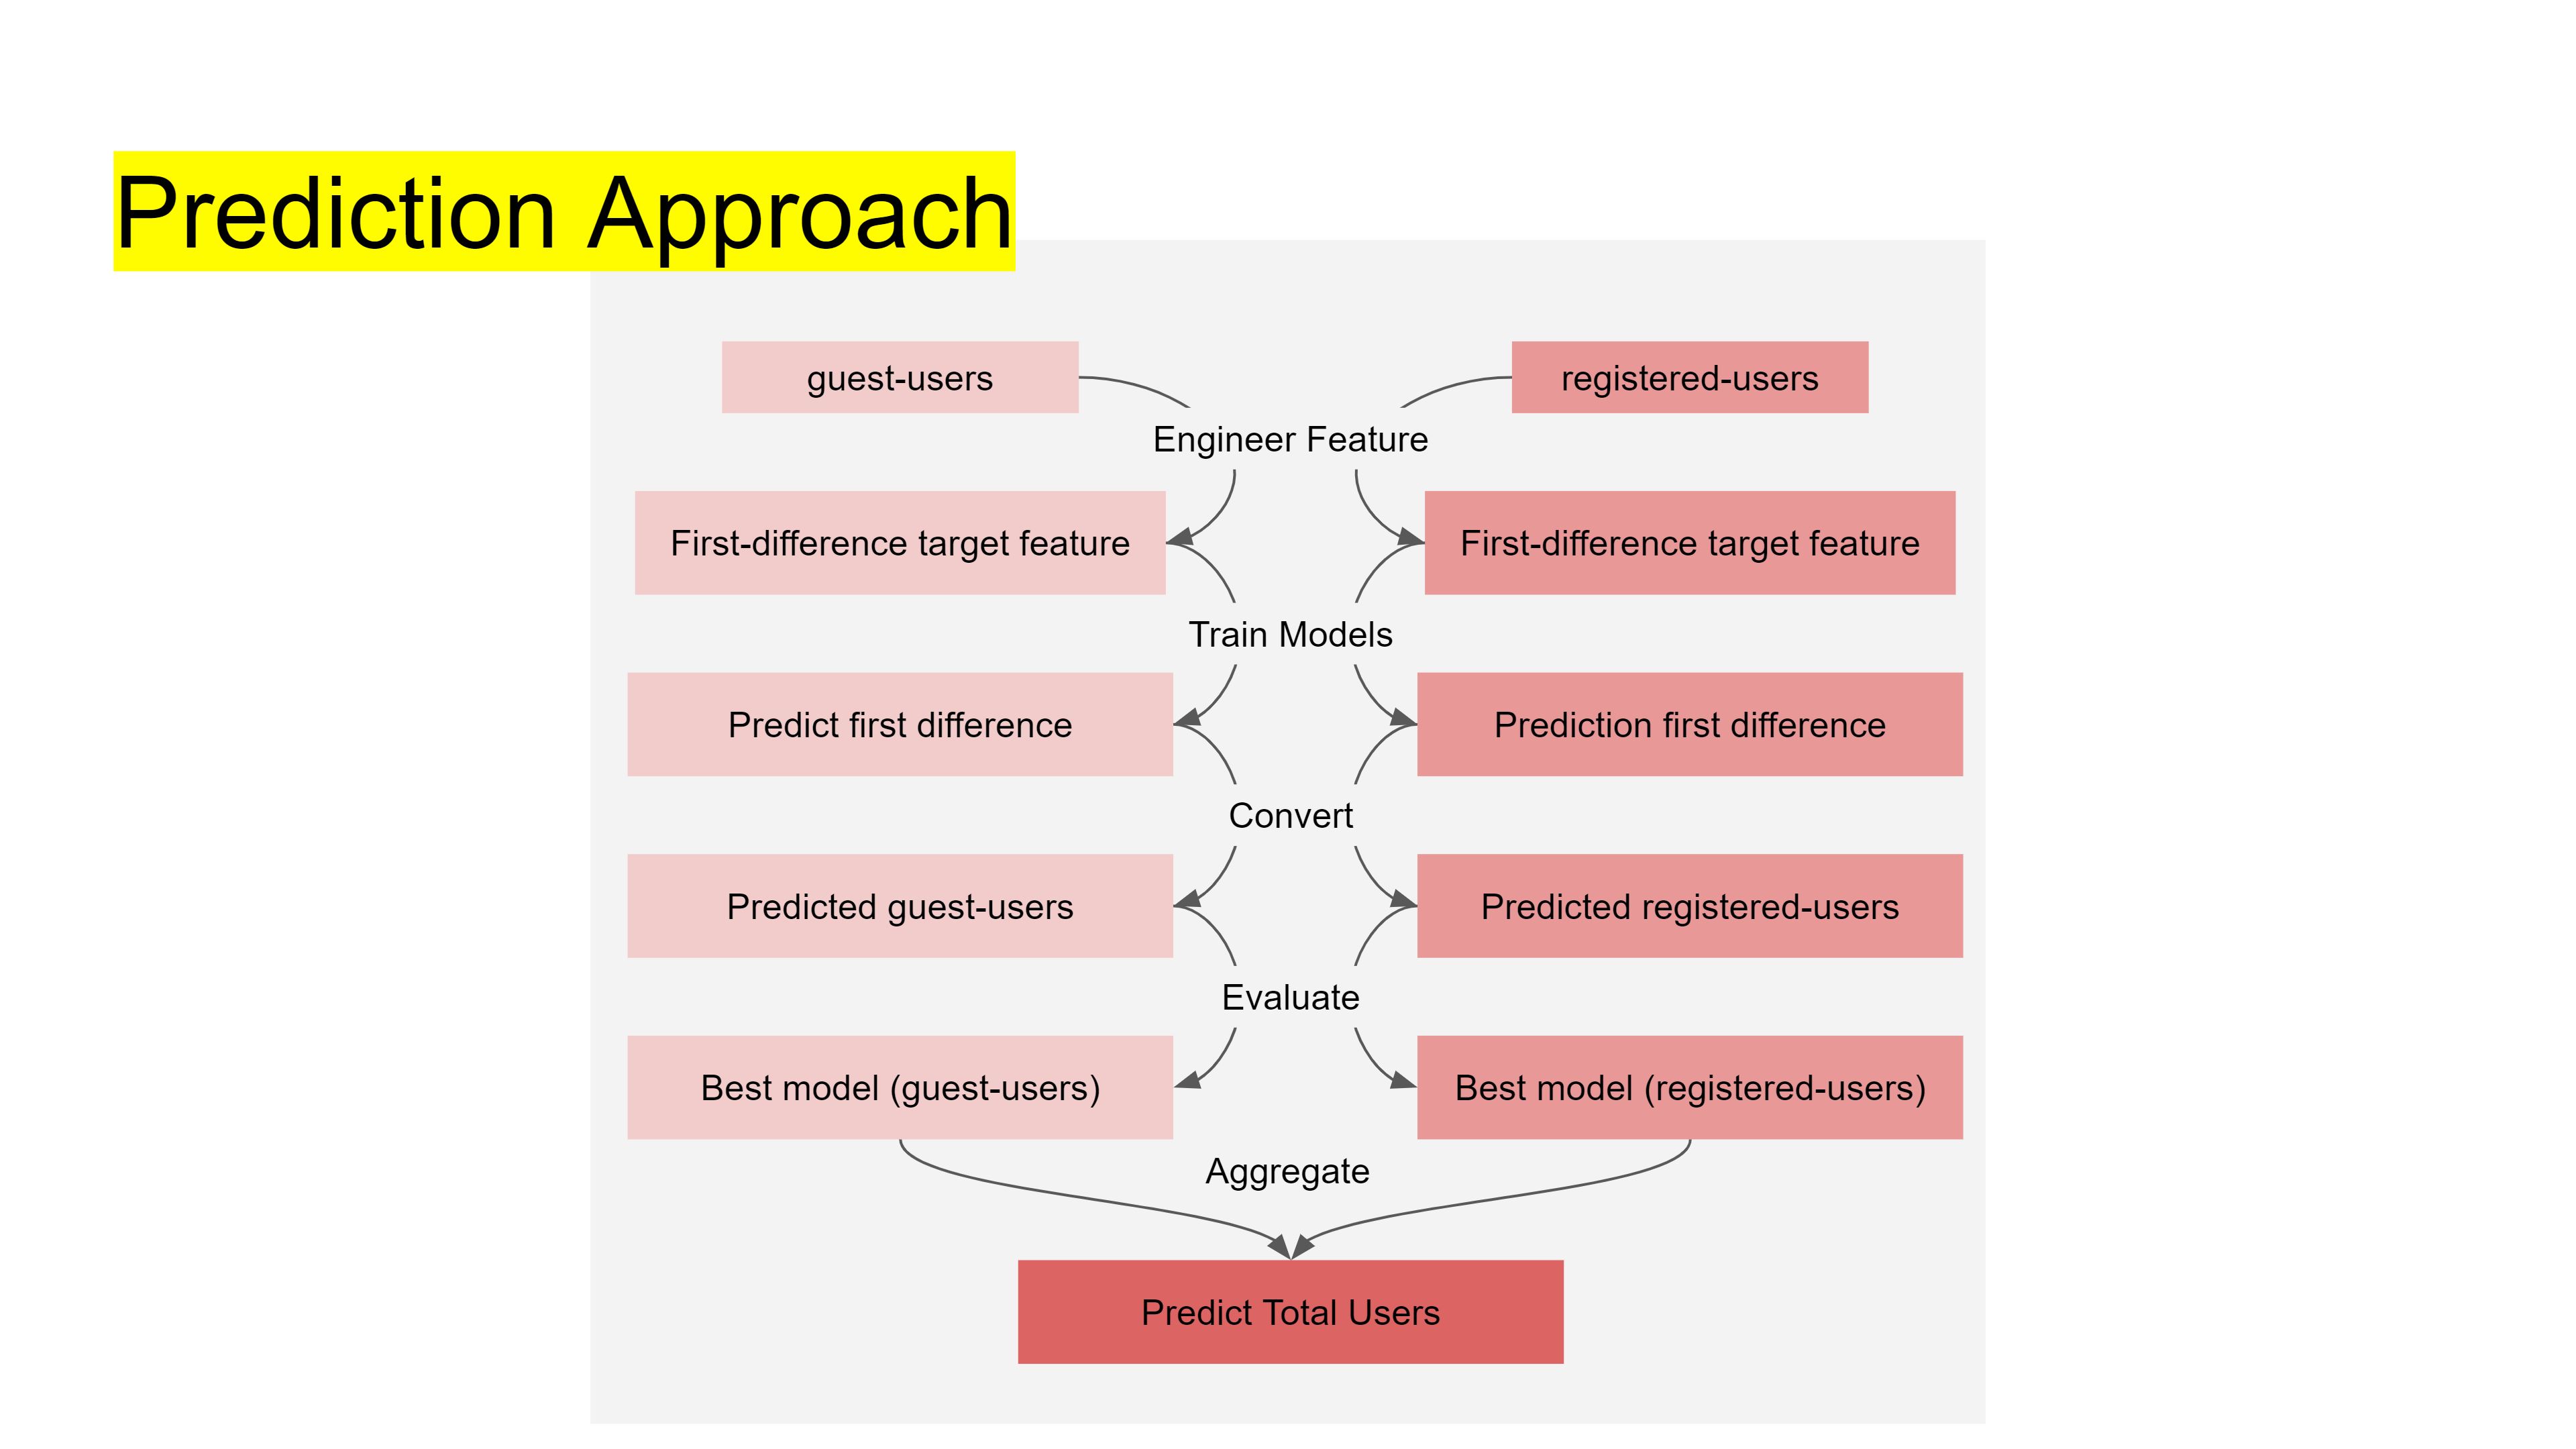 Prediction Approach
guest-users
registered-users
Engineer Feature
First-difference target feature
First-difference target feature
Train Models
Predict first difference
Prediction first difference
Convert
Predicted guest-users
Predicted registered-users
Evaluate
Best model (guest-users)
Best model (registered-users)
Aggregate
Predict Total Users